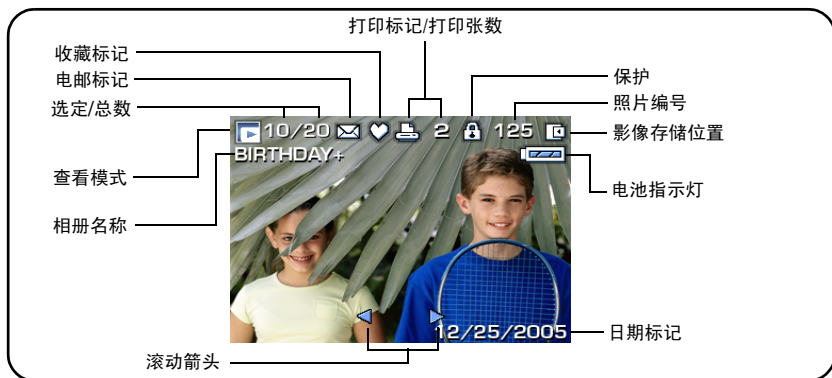 打印标记/打印张数
收藏标记
电邮标记
选定/总数
保护
照片编号
影像存储位置
10/20 2 125
BIRTHDAY+
查看模式
相册名称
电池指示灯
12/25/2005
日期标记
滚动箭头